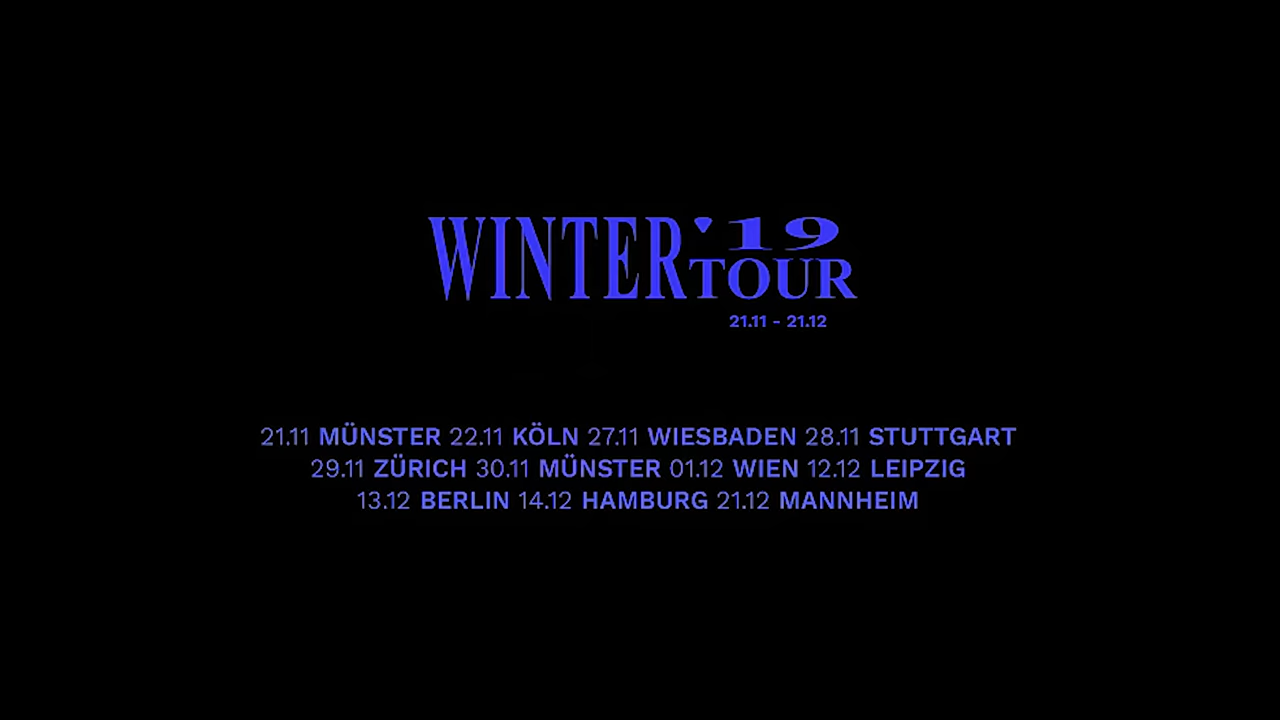 WINTER '19
TOUR
21.11 - 21.12
21.11 MÜNSTER 22.11 KÖLN 27.11 WIESBADEN 28.11 STUTTGART
29.11 ZÜRICH 30.11 MÜNSTER 01.12 WIEN 12.12 LEIPZIG
13.12 BERLIN 14.12 HAMBURG 21.12 MANNHEIM